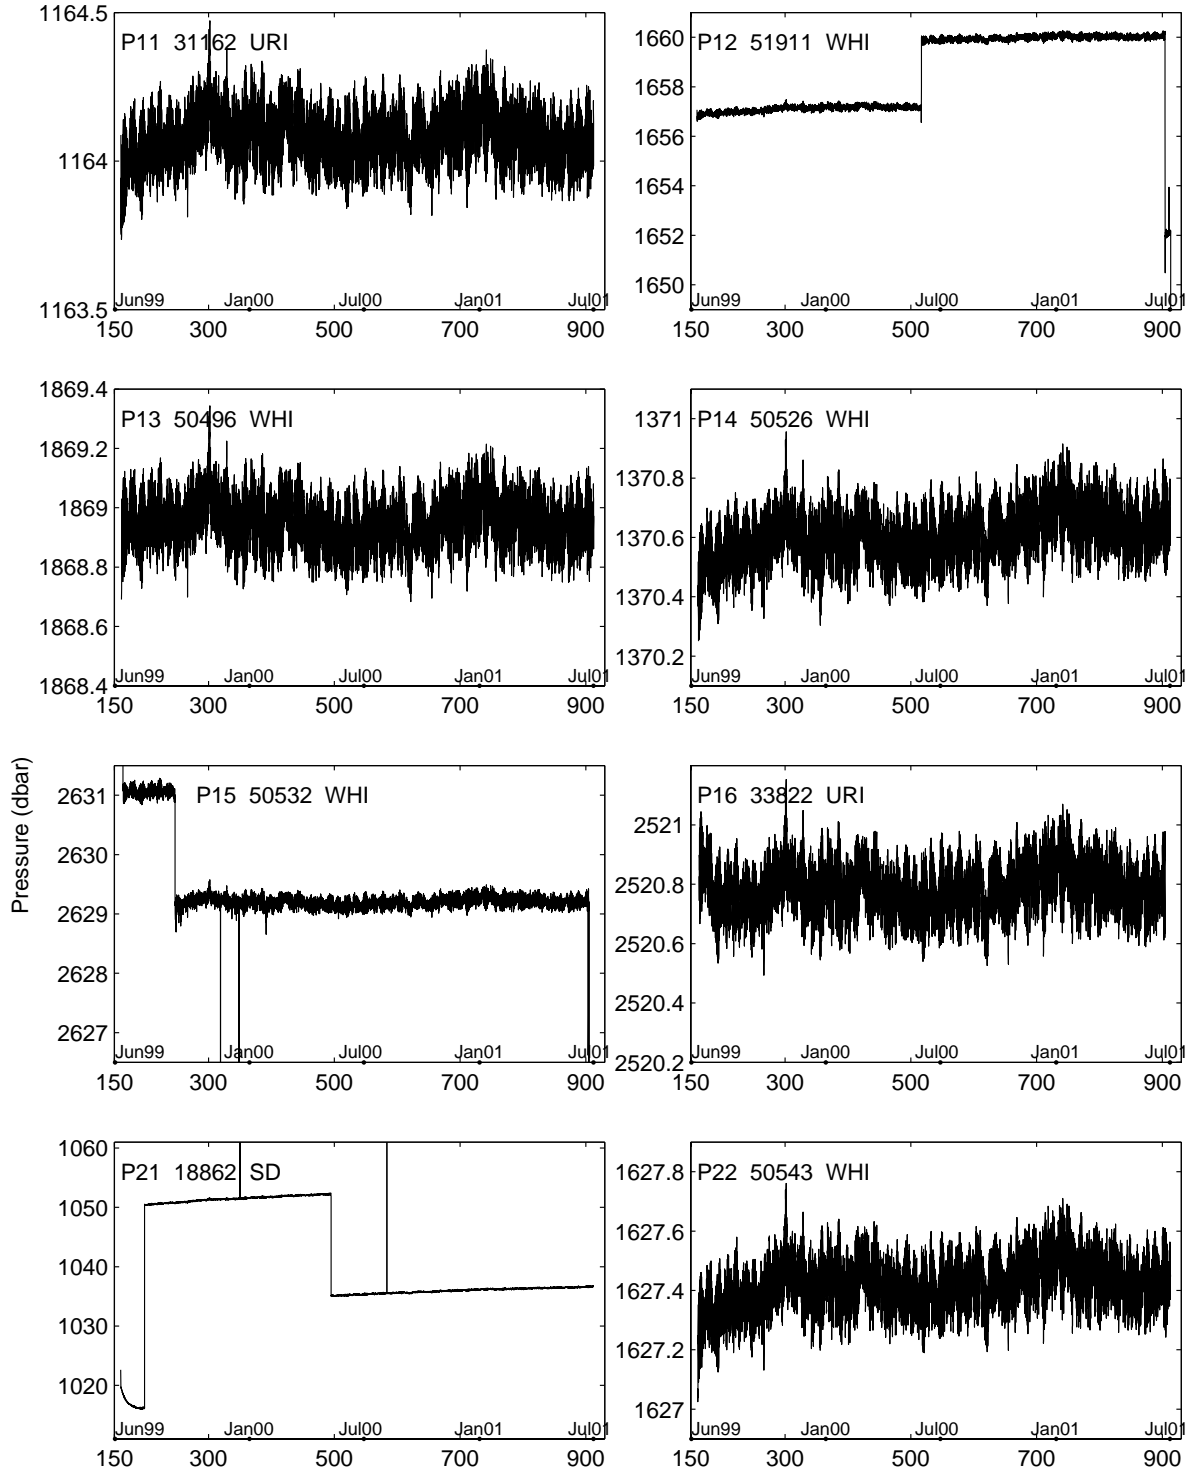 1164.5
1164
1163.5
P11 31162 URI
Jun99 Jan00 Jul00 Jan01 Jul01
150 300 500 700 900
1660
1658
1656
1654
1652
1650
P12 51911 WHI
Jun99 Jan00 Jul00 Jan01 Jul01
150 300 500 700 900
1869.4
1869.2
1869
1868.8
1868.6
1868.4
P13 50496 WHI
Jun99 Jan00 Jul00 Jan01 Jul01
150 300 500 700 900
1371
1370.8
1370.6
1370.4
1370.2
P14 50526 WHI
Jun99 Jan00 Jul00 Jan01 Jul01
150 300 500 700 900
Pressure (dbar)
2631
2630
2629
2628
2627
P15 50532 WHI
Jun99 Jan00 Jul00 Jan01 Jul01
150 300 500 700 900
2521
2520.8
2520.6
2520.4
2520.2
P16 33822 URI
Jun99 Jan00 Jul00 Jan01 Jul01
150 300 500 700 900
1060
1050
1040
1030
1020
P21 18862 SD
Jun99 Jan00 Jul00 Jan01 Jul01
150 300 500 700 900
1627.8
1627.6
1627.4
1627.2
1627
P22 50543 WHI
Jun99 Jan00 Jul00 Jan01 Jul01
150 300 500 700 900